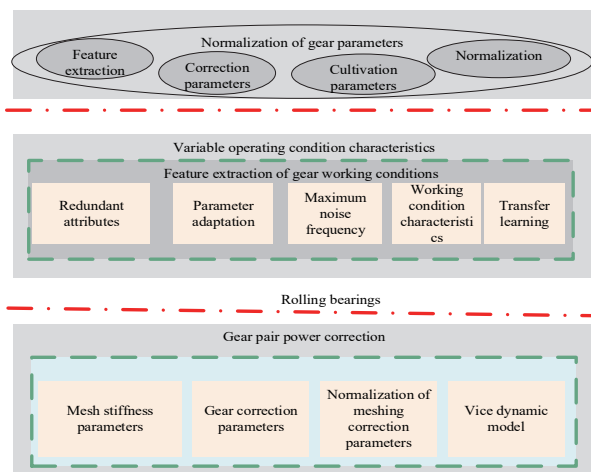 Normalization of gear parameters
Feature
extraction
Correction
parameters
Cultivation
parameters
Normalization
Variable operating condition characteristics
Feature extraction of gear working conditions
Redundant
attributes
Parameter
adaptation
Maximum
noise
frequency
Working
condition
characteristi
cs
Transfer
learning
Rolling bearings
Gear pair power correction
Mesh stiffness
parameters
Gear correction
parameters
Normalization of
meshing
correction
parameters
Vice dynamic
model